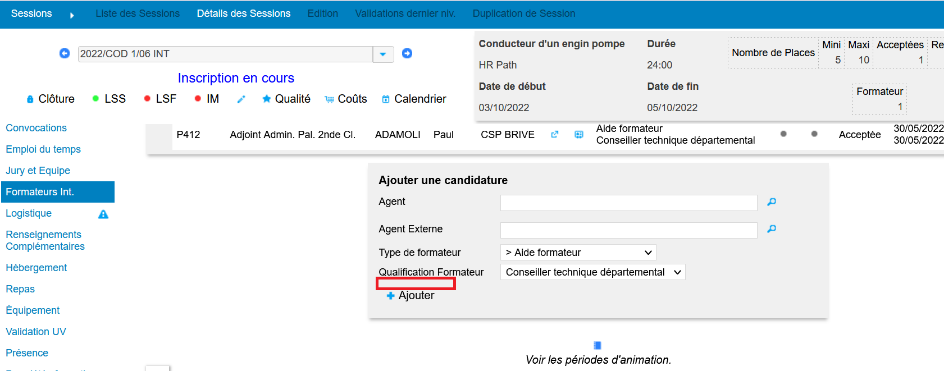 Sessions Liste des Sessions Détails des Sessions Edition Validations dernier niv. Duplication de Session
2022/COD 1/06 INT
Inscription en cours
Clôture LSS LSF IM Qualité Coûts Calendrier
Conducteur d'un engin pompe Durée
HR Path 24:00
Date de début Date de fin
03/10/2022 05/10/2022
Nombre de Places Mini Maxi Acceptées Re
5 10 1
Formateur
1
Convocations
Emploi du temps
Jury et Equipe
Formateurs Int.
Logistique
Renseignements
Complémentaires
Hébergement
Repas
Équipement
Validation UV
Présence
P412 Adjoint Admin. Pal. 2nde Cl. ADAMOLI Paul CSP BRIVE Aide formateur Acceptée 30/05/2022
Conseiller technique départemental 30/05/2022
Ajouter une candidature
Agent
Agent Externe
Type de formateur > Aide formateur
Qualification Formateur Conseiller technique départemental
Ajouter
Voir les périodes d'animation.